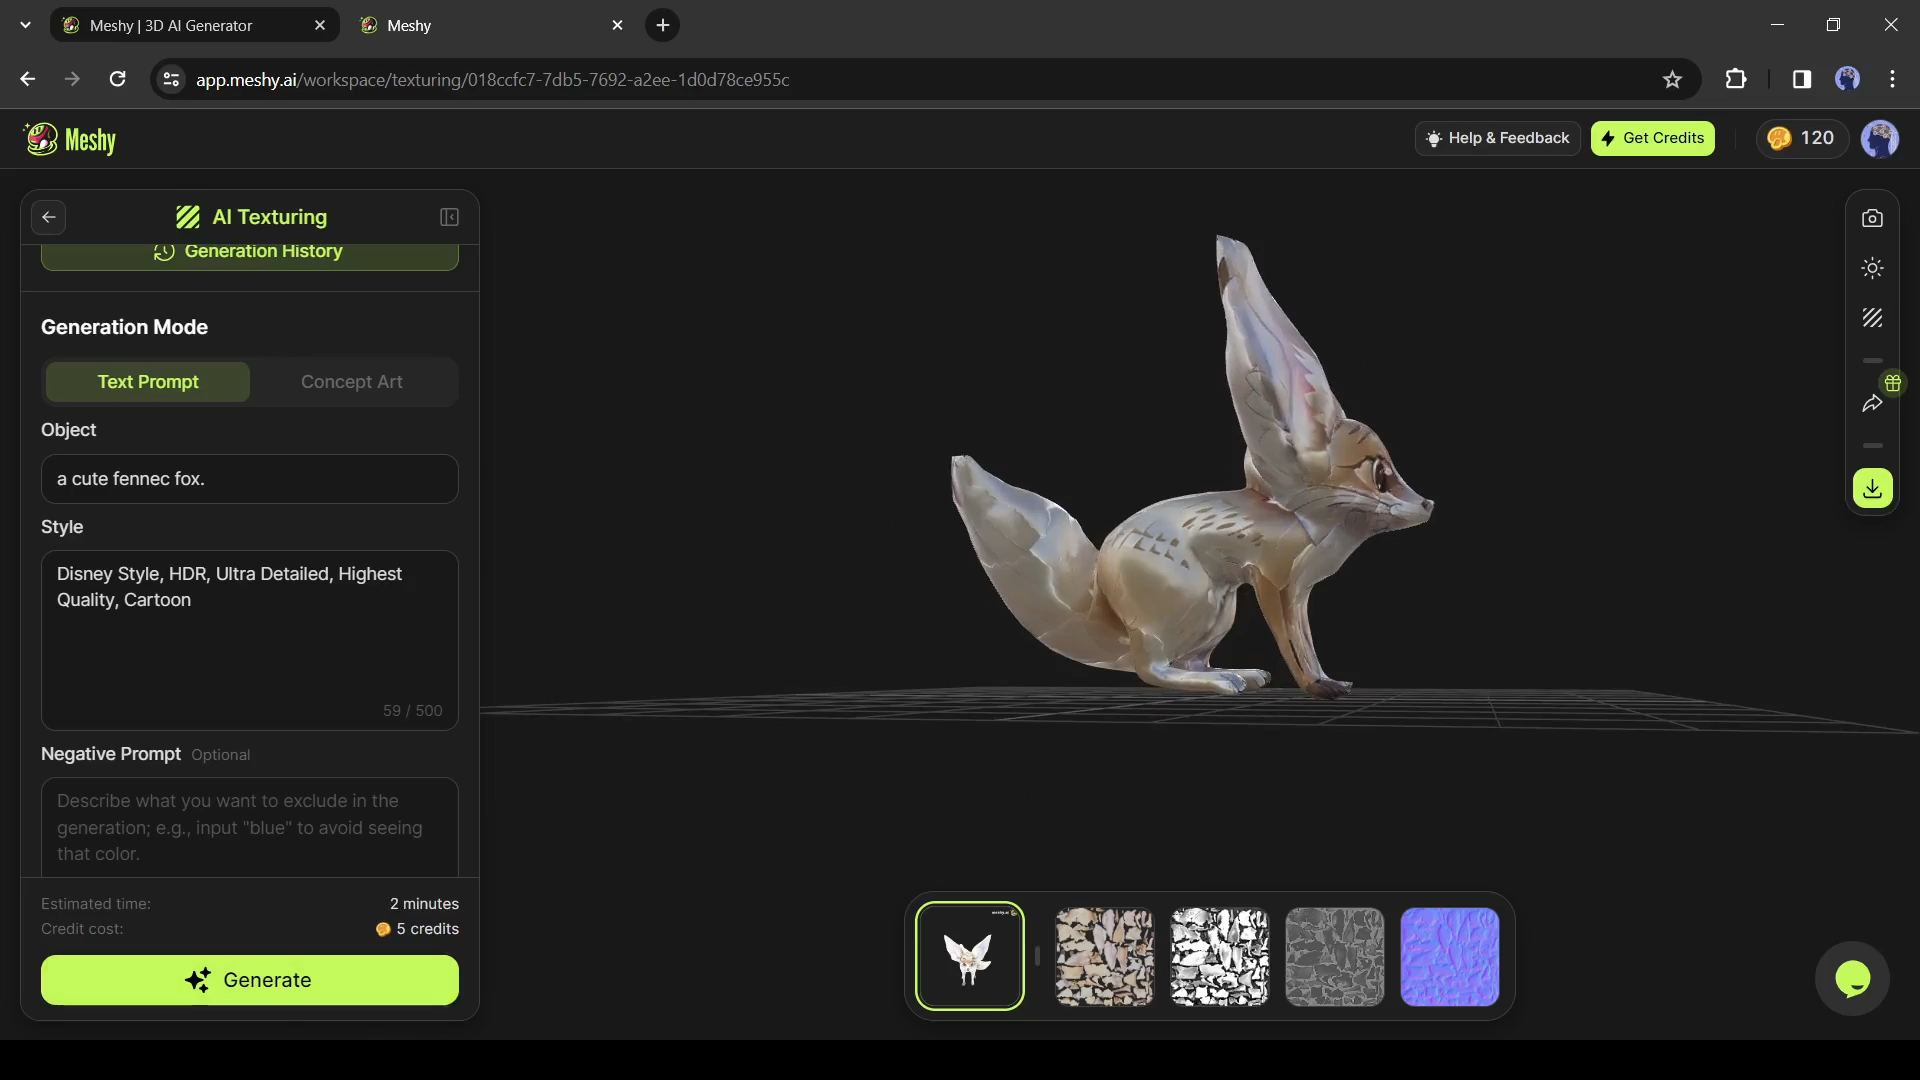 Meshy | 3D AI Generator
Meshy
app.meshy.ai/workspace/texturing/018ccfc7-7db5-7692-a2ee-1d0d78ce955c
Meshy
Help & Feedback
Get Credits
120
AI Texturing
Generation History
Generation Mode
Text Prompt
Concept Art
Object
a cute fennec fox.
Style
Disney Style, HDR, Ultra Detailed, Highest
Quality, Cartoon
59 / 500
Negative Prompt Optional
Describe what you want to exclude in the
generation; e.g., input "blue" to avoid seeing
that color.
Estimated time: 2 minutes
Credit cost: 5 credits
Generate
meshy.ai